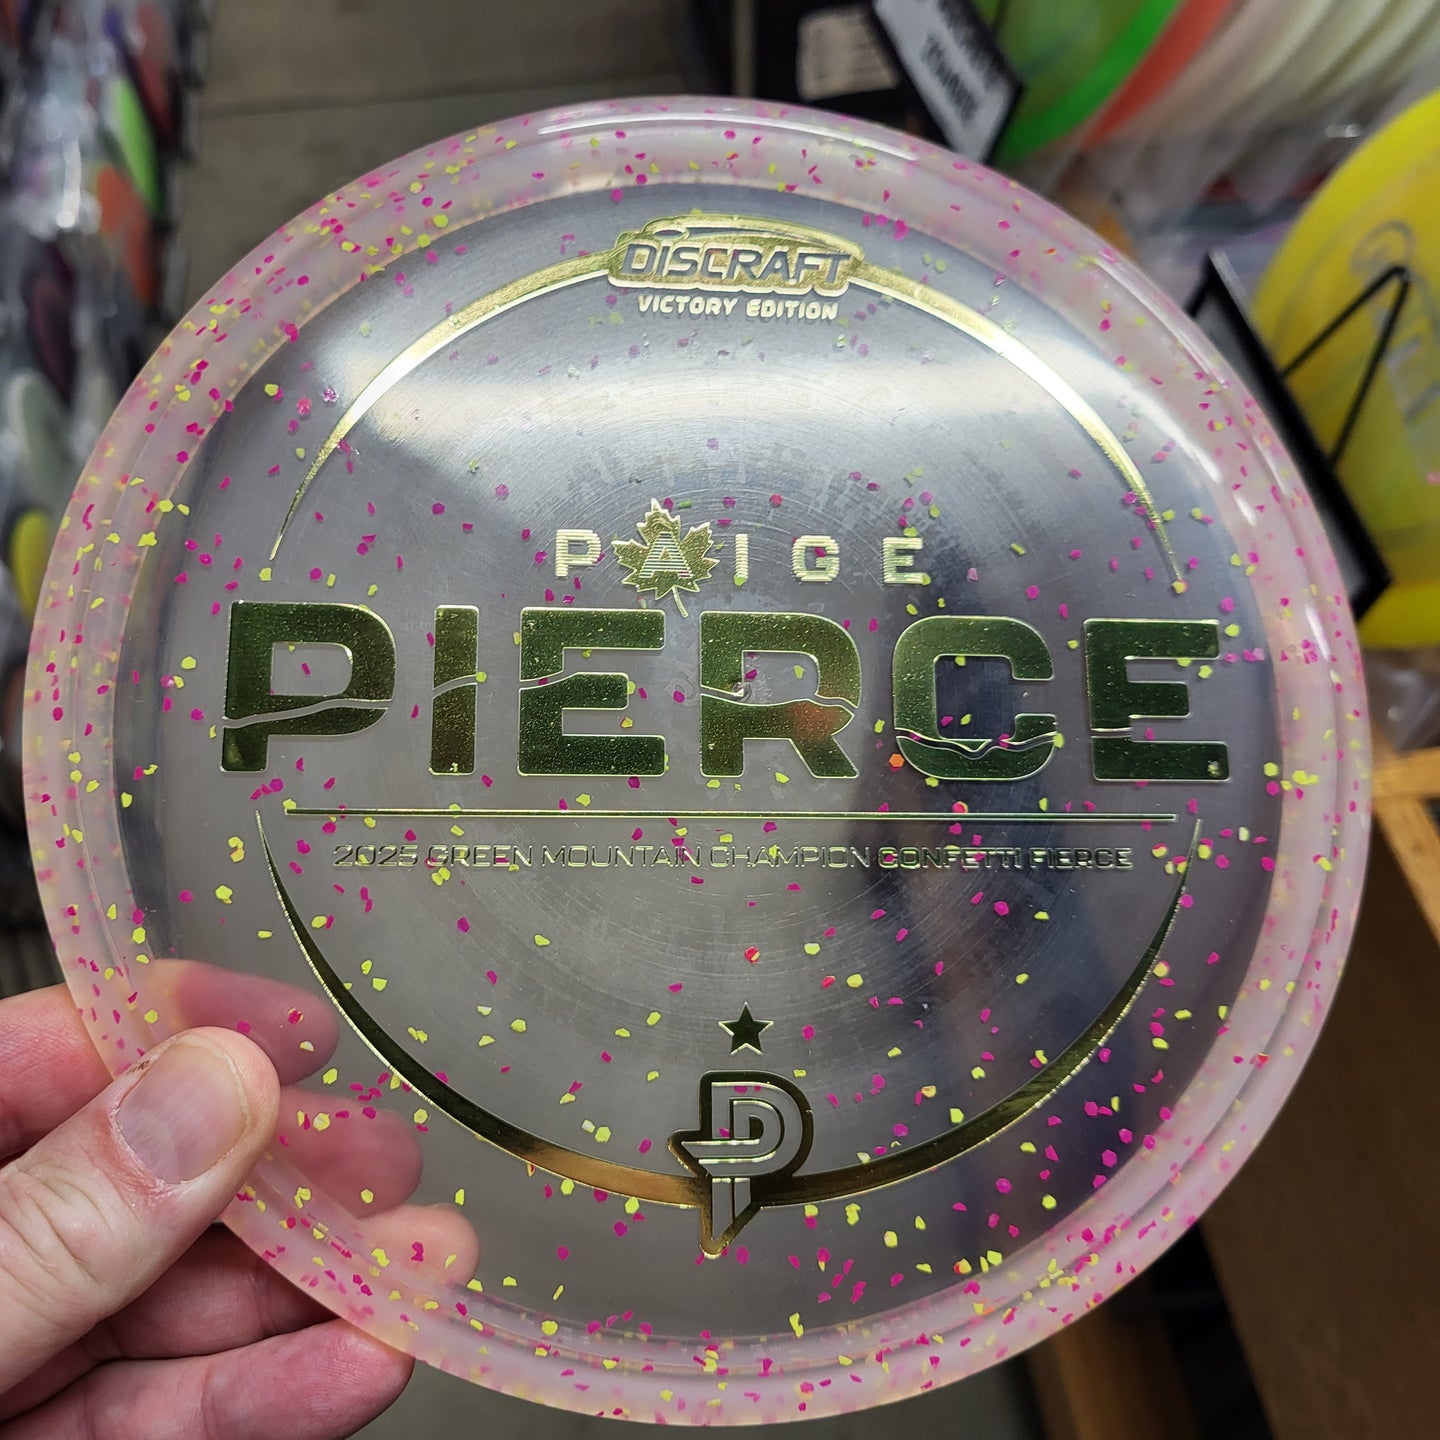 DISCRAFT
VICTORY EDITION
PAIGE
PIERCE
2025 GREEN MOUNTAIN CHAMPION CONFETTI FIERCE
P